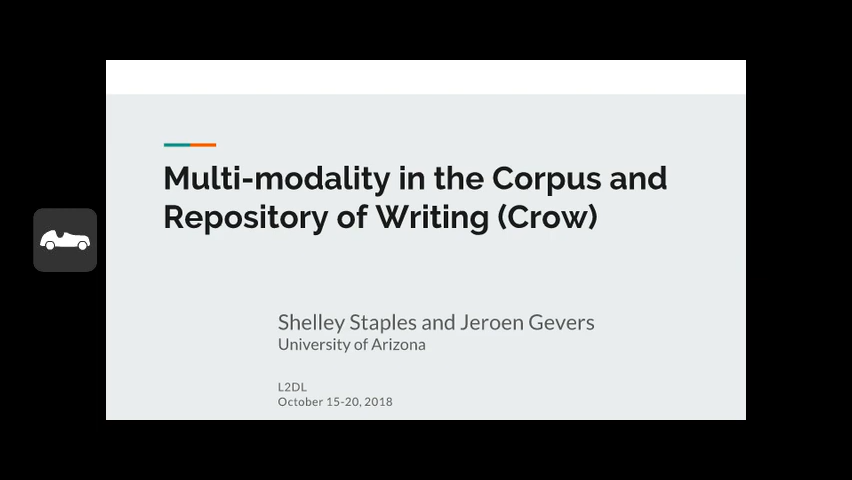 Multi-modality in the Corpus and
Repository of Writing (Crow)
Shelley Staples and Jeroen Gevers
University of Arizona
L2DL
October 15-20, 2018